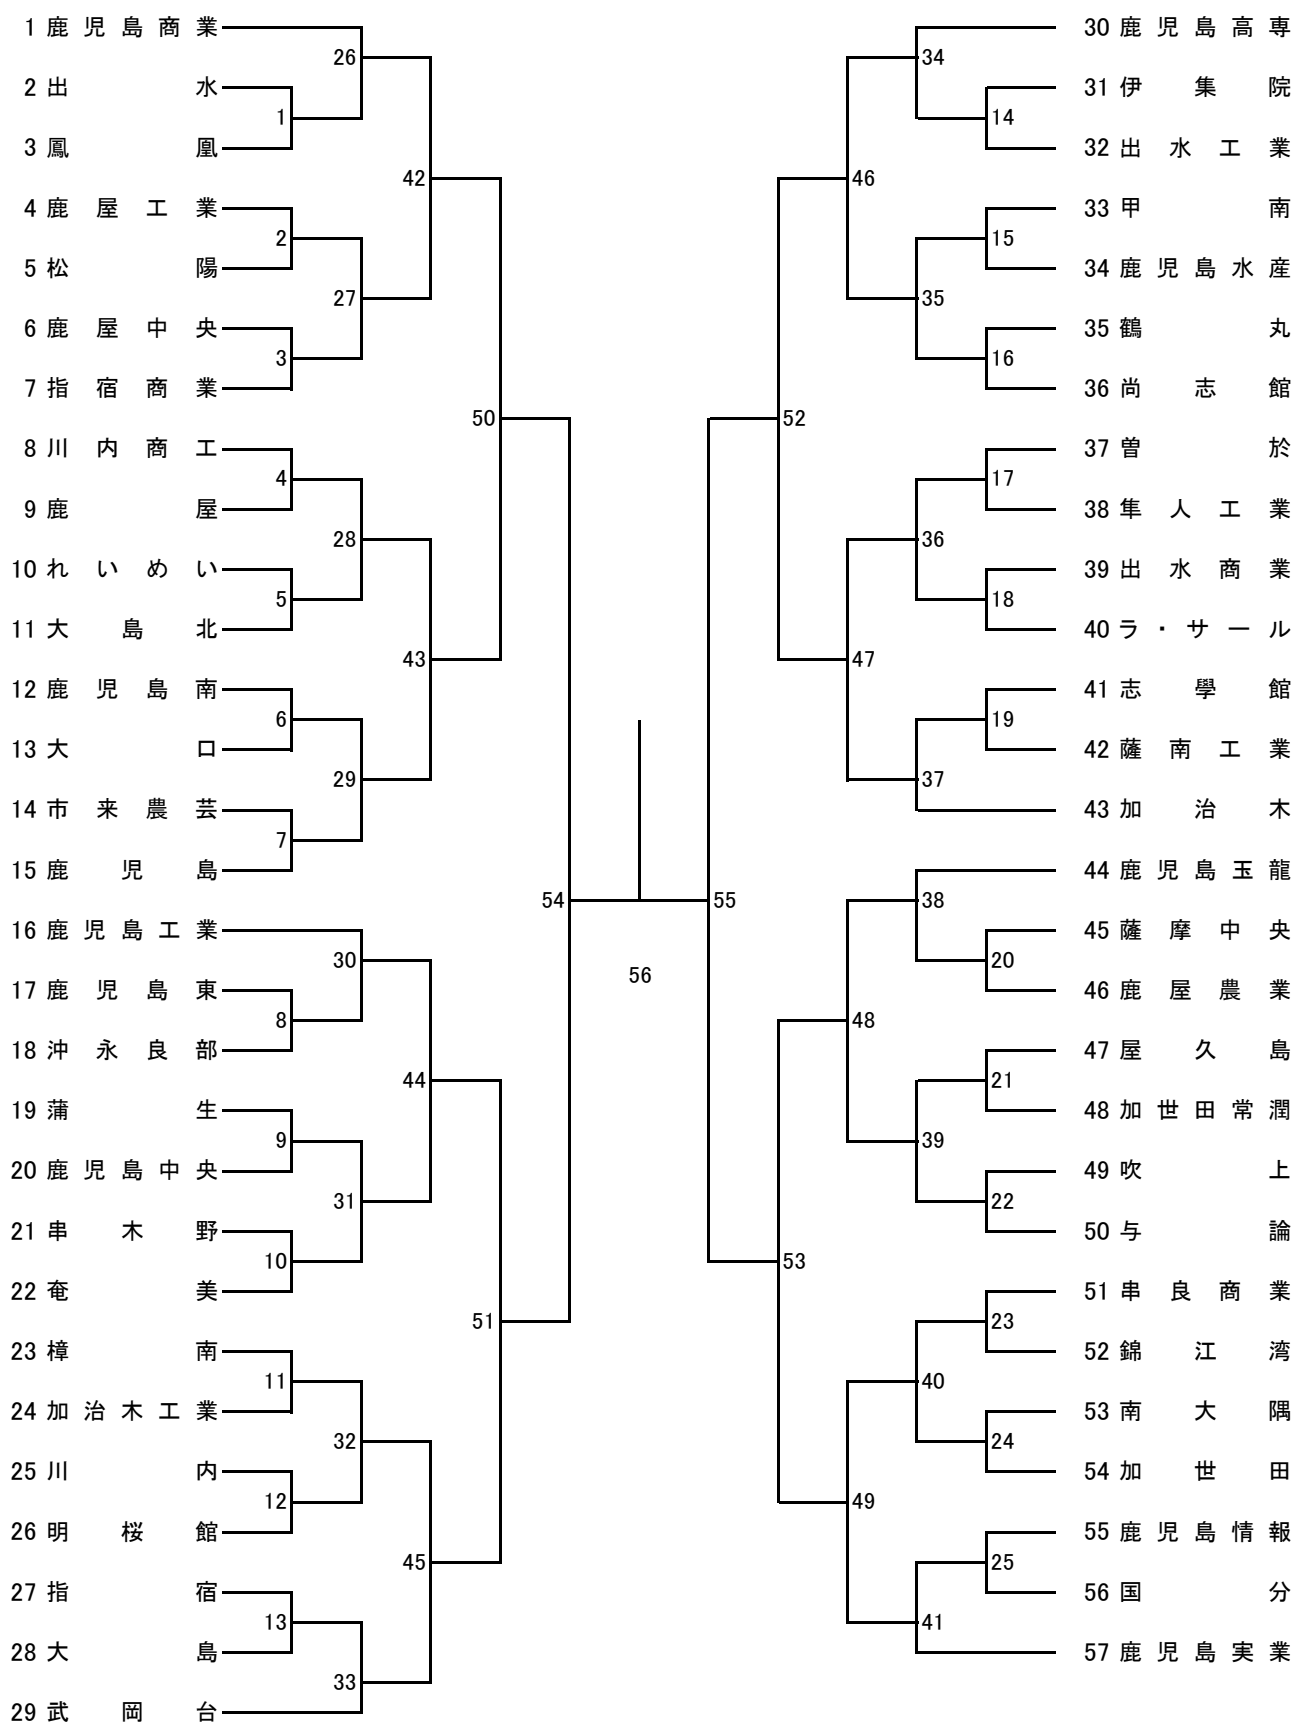 1 鹿児島商業
2 出水
3 鳳凰
4 鹿屋工業
5 松陽
6 鹿屋中央
7 指宿商業
8 川内商工
9 鹿屋
10 れいめい
11 大島北
12 鹿児島南
13 大口
14 市来農芸
15 鹿児島
16 鹿児島工業
17 鹿児島東
18 沖永良部
19 蒲生
20 鹿児島中央
21 串木野
22 奄美
23 樟南
24 加治木工業
25 川内
26 明桜館
27 指宿
28 大島
29 武岡台
1
2
3
4
5
6
7
8
9
10
11
12
13
26
27
28
29
30
31
32
33
42
43
44
45
50
51
54
56
55
52
53
46
47
48
49
34
35
36
37
38
39
40
41
14
15
16
17
18
19
20
21
22
23
24
25
30 鹿児島高専
31 伊集院
32 出水工業
33 甲南
34 鹿児島水産
35 鶴丸
36 尚志館
37 曽於
38 隼人工業
39 出水商業
40 ラ・サール
41 志學館
42 薩南工業
43 加治木
44 鹿児島玉龍
45 薩摩中央
46 鹿屋農業
47 屋久島
48 加世田常潤
49 吹上
50 与論
51 串良商業
52 錦江湾
53 南大隅
54 加世田
55 鹿児島情報
56 国分
57 鹿児島実業